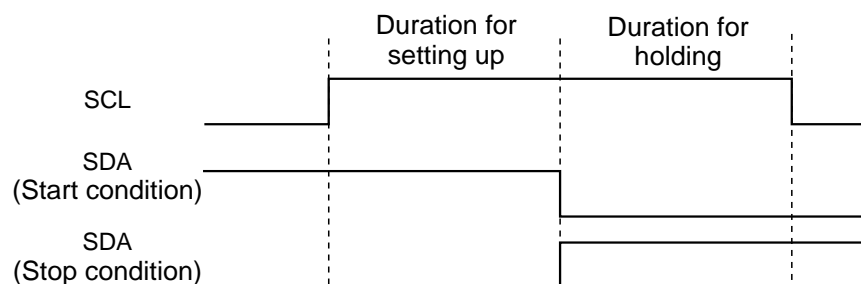 Duration for
setting up
Duration for
holding
SCL
SDA
(Start condition)
SDA
(Stop condition)